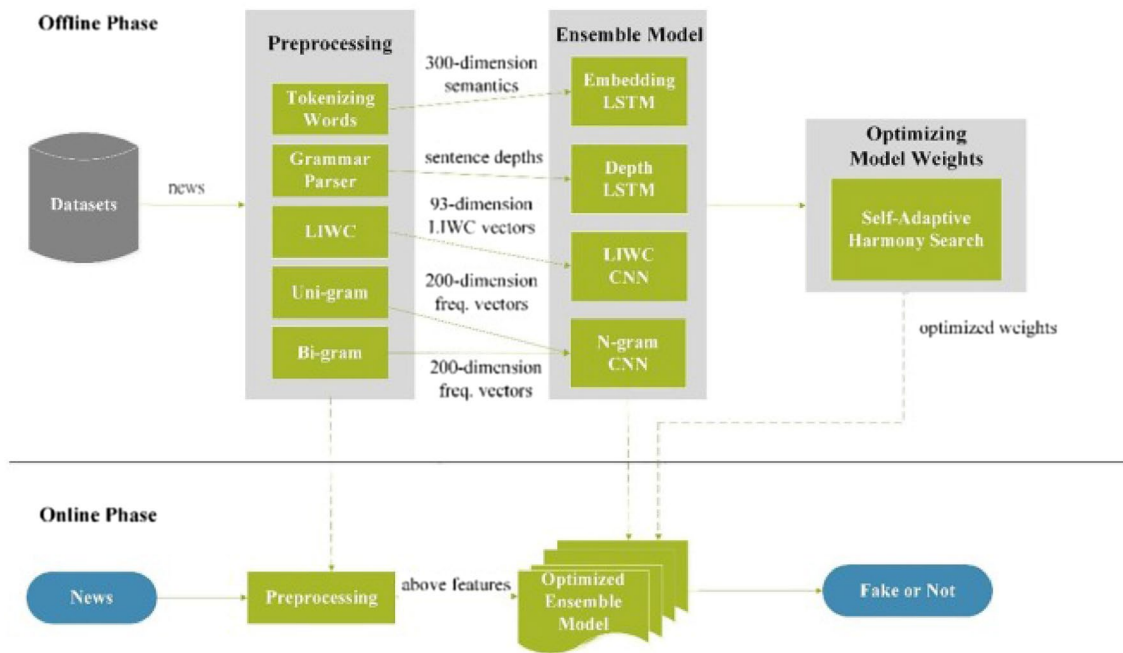 Offline Phase
Preprocessing
Ensemble Model
300-dimension
semantics
Tokenizing
Words
Embedding
LSTM
Datasets
news
Grammar
Parser
sentence depths
Depth
LSTM
Optimizing
Model Weights
Self-Adaptive
Harmony Search
LIWC
93-dimension
LIWC vectors
LIWC
CNN
Uni-gram
200-dimension
freq. vectors
Bi-gram
200-dimension
freq. vectors
N-gram
CNN
optimized weights
Online Phase
News
Preprocessing
above features
Optimized
Ensemble
Model
Fake or Not